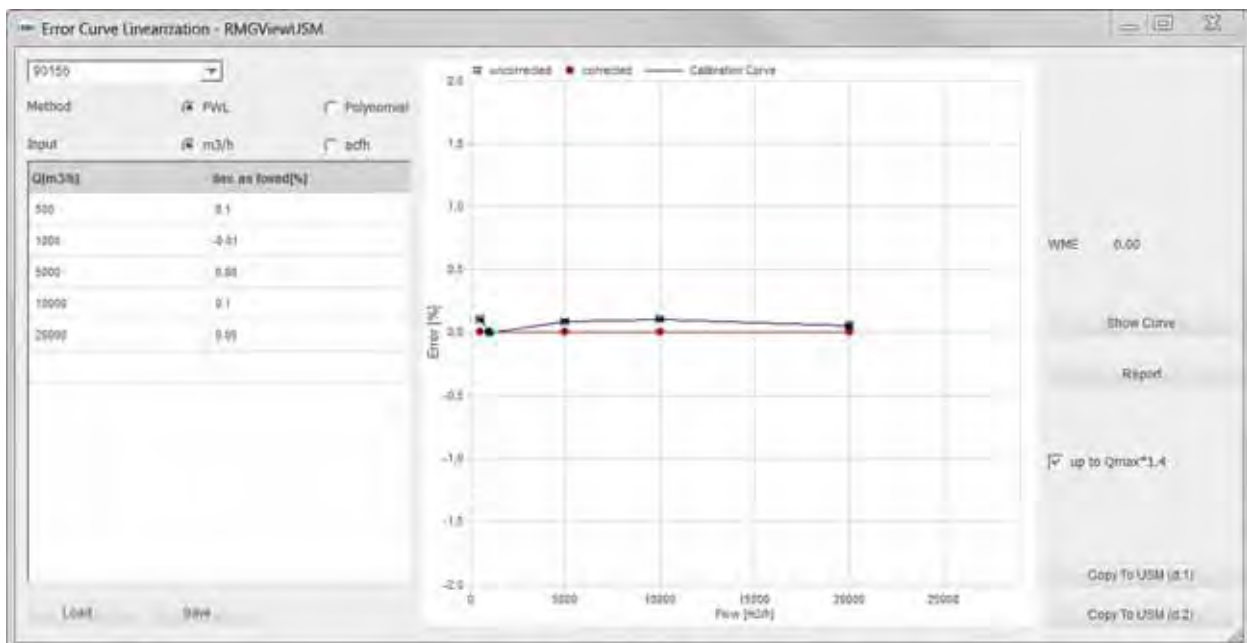 Error Curve Linearization - RMGViewUSM
Method PWL Polynomial
Input m3/h acfh
Q[m3/h] dev. as foved[%]
500 0.1
1000 -0.01
5000 0.08
10000 0.1
0.05
Load Save
uncorrected corrected Calibration Curve
Error [%]
2.0
1.5
1.0
0.5
0.0
-0.5
-1.0
-1.5
-2.0
0 5000 10000 15000 20000 25000
Flow [m3/h]
WME 0.00
Show Curve
Report
up to Qmax*1.4
Copy To USM (d.1)
Copy To USM (d.2)